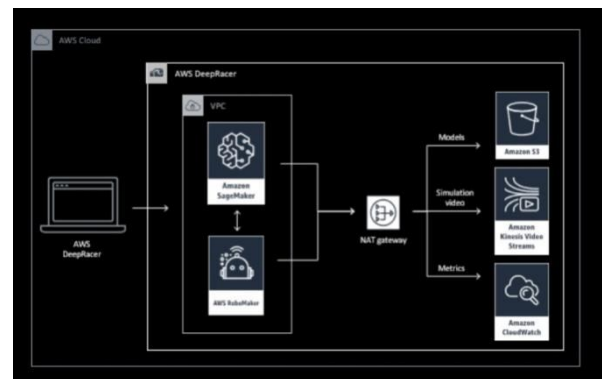 AWS Cloud
AWS DeepRacer
VPC
Amazon
SageMaker
AWS RoboMaker
AWS
DeepRacer
NAT gateway
Models
Amazon S3
Simulation
video
Amazon
Kinesis Video
Streams
Metrics
Amazon
CloudWatch